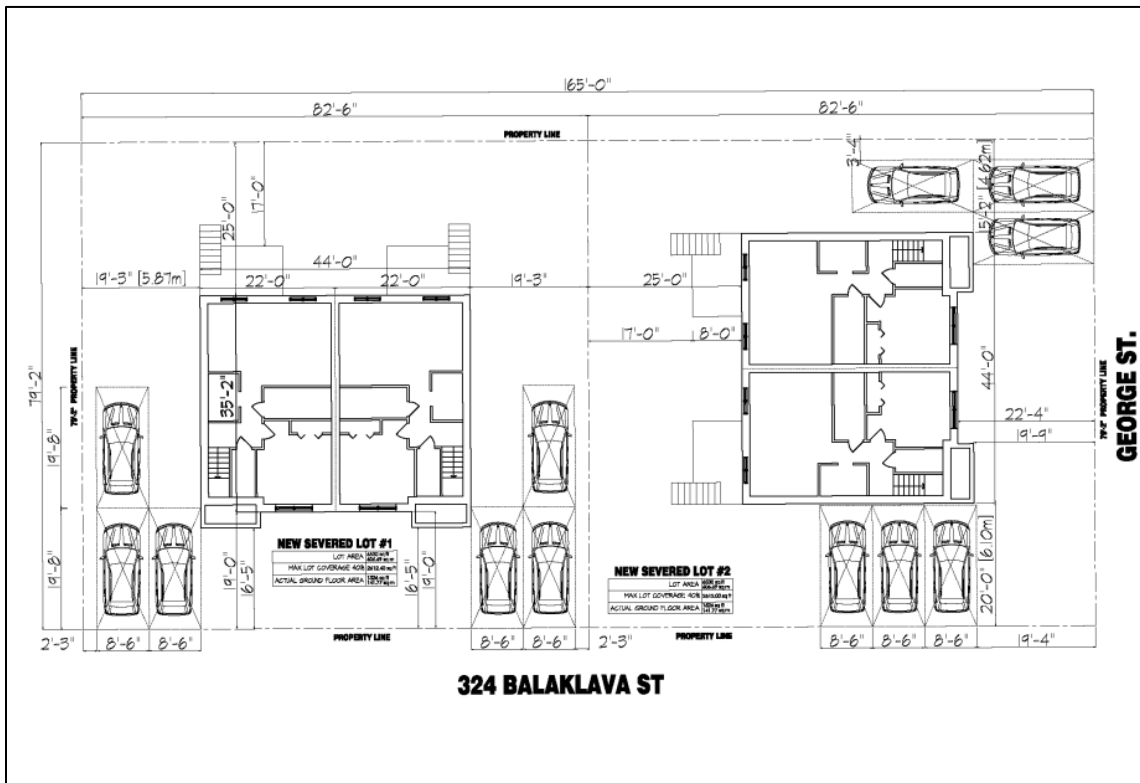 165'-0"
82'-6"
82'-6"
PROPERTY LINE
3'-4"
15'-2" [4.62m]
25'-0"
17'-0"
44'-0"
19'-3" [5.87m]
22'-0"
22'-0"
19'-3"
25'-0"
17'-0"
8'-0"
79'-2"
79'-2" PROPERTY LINE
35'-2"
44'-0"
79'-2" PROPERTY LINE
GEORGE ST.
22'-4"
19'-9"
19'-8"
19'-8"
19'-0"
16'-5"
16'-5"
19'-0"
20'-0" [6.10m]
NEW SEVERED LOT #1
LOT AREA
MAX LOT COVERAGE 40%
ACTUAL GROUND FLOOR AREA
NEW SEVERED LOT #2
LOT AREA
MAX LOT COVERAGE 40%
ACTUAL GROUND FLOOR AREA
PROPERTY LINE
PROPERTY LINE
2'-3"
8'-6"
8'-6"
8'-6"
8'-6"
2'-3"
8'-6"
8'-6"
8'-6"
19'-4"
324 BALAKLAVA ST